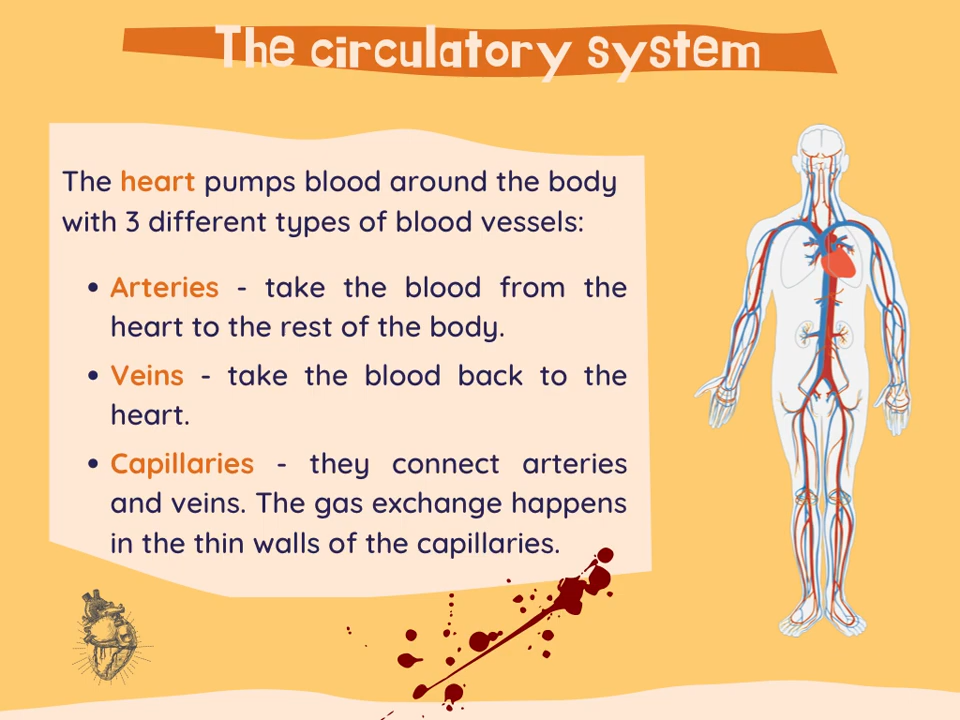 The circulatory system
The heart pumps blood around the body
with 3 different types of blood vessels:
• Arteries - take the blood from the
heart to the rest of the body.
• Veins - take the blood back to the
heart.
• Capillaries - they connect arteries
and veins. The gas exchange happens
in the thin walls of the capillaries.